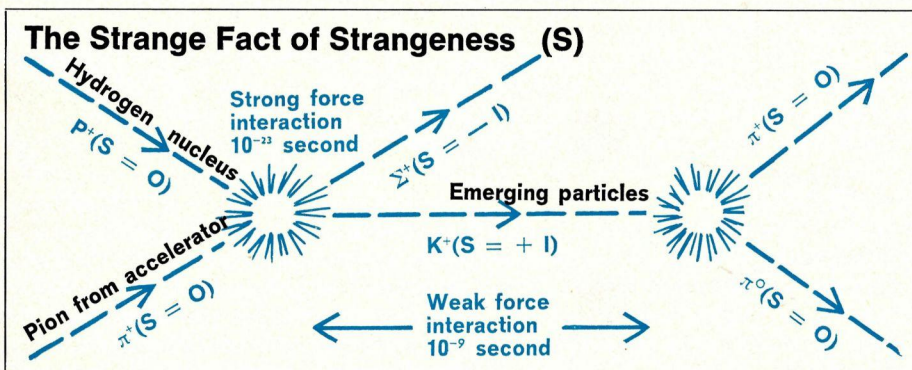 The Strange Fact of Strangeness (S)
Hydrogen nucleus
P⁺(S = O)
Strong force
interaction
10⁻²³ second
Σ⁺(S = – I)
π⁺(S = O)
Emerging particles
K⁺(S = + I)
Pion from accelerator
π⁺(S = O)
Weak force
interaction
10⁻⁹ second
π⁰(S = O)